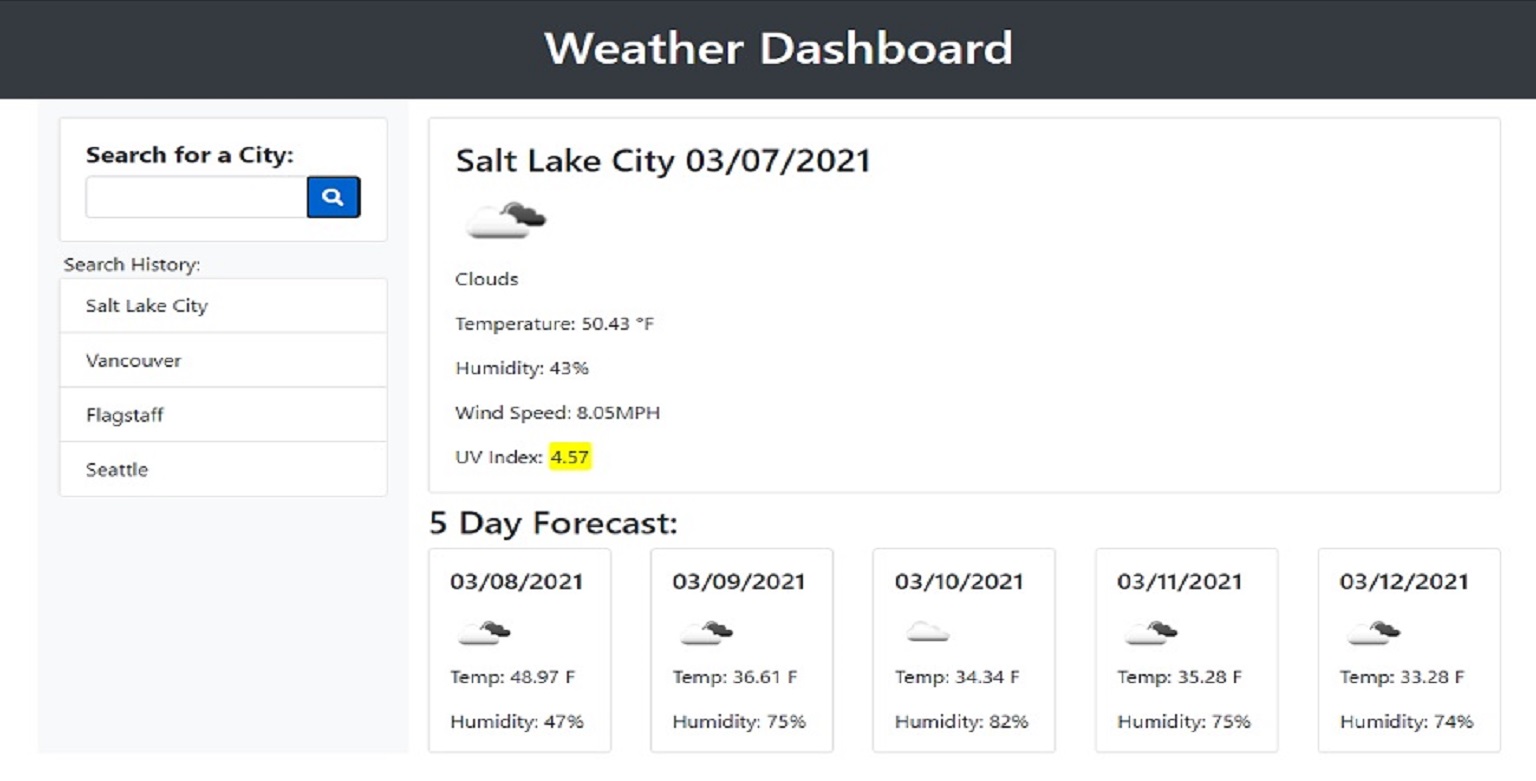 Weather Dashboard
Search for a City:
Search History:
Salt Lake City
Vancouver
Flagstaff
Seattle
Salt Lake City 03/07/2021
Clouds
Temperature: 50.43 °F
Humidity: 43%
Wind Speed: 8.05MPH
UV Index: 4.57
5 Day Forecast:
03/08/2021
Temp: 48.97 F
Humidity: 47%
03/09/2021
Temp: 36.61 F
Humidity: 75%
03/10/2021
Temp: 34.34 F
Humidity: 82%
03/11/2021
Temp: 35.28 F
Humidity: 75%
03/12/2021
Temp: 33.28 F
Humidity: 74%